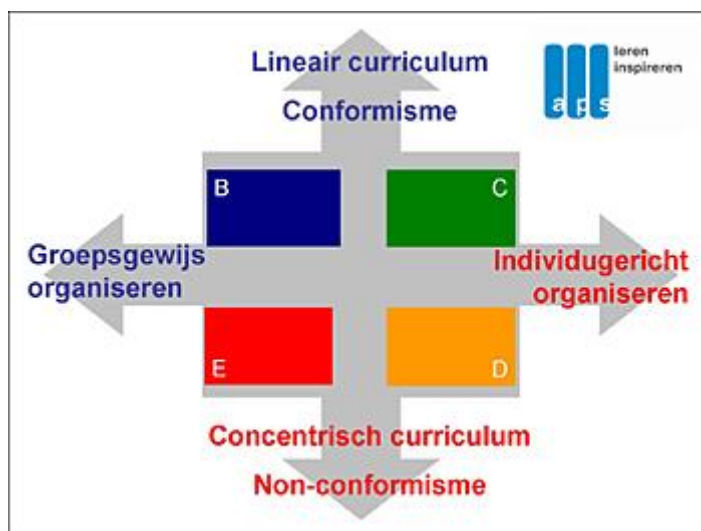 Lineair curriculum
Conformisme
leren
inspireren
aps
B
C
Groepsgewijs
organiseren
Individugericht
organiseren
E
D
Concentrisch curriculum
Non-conformisme